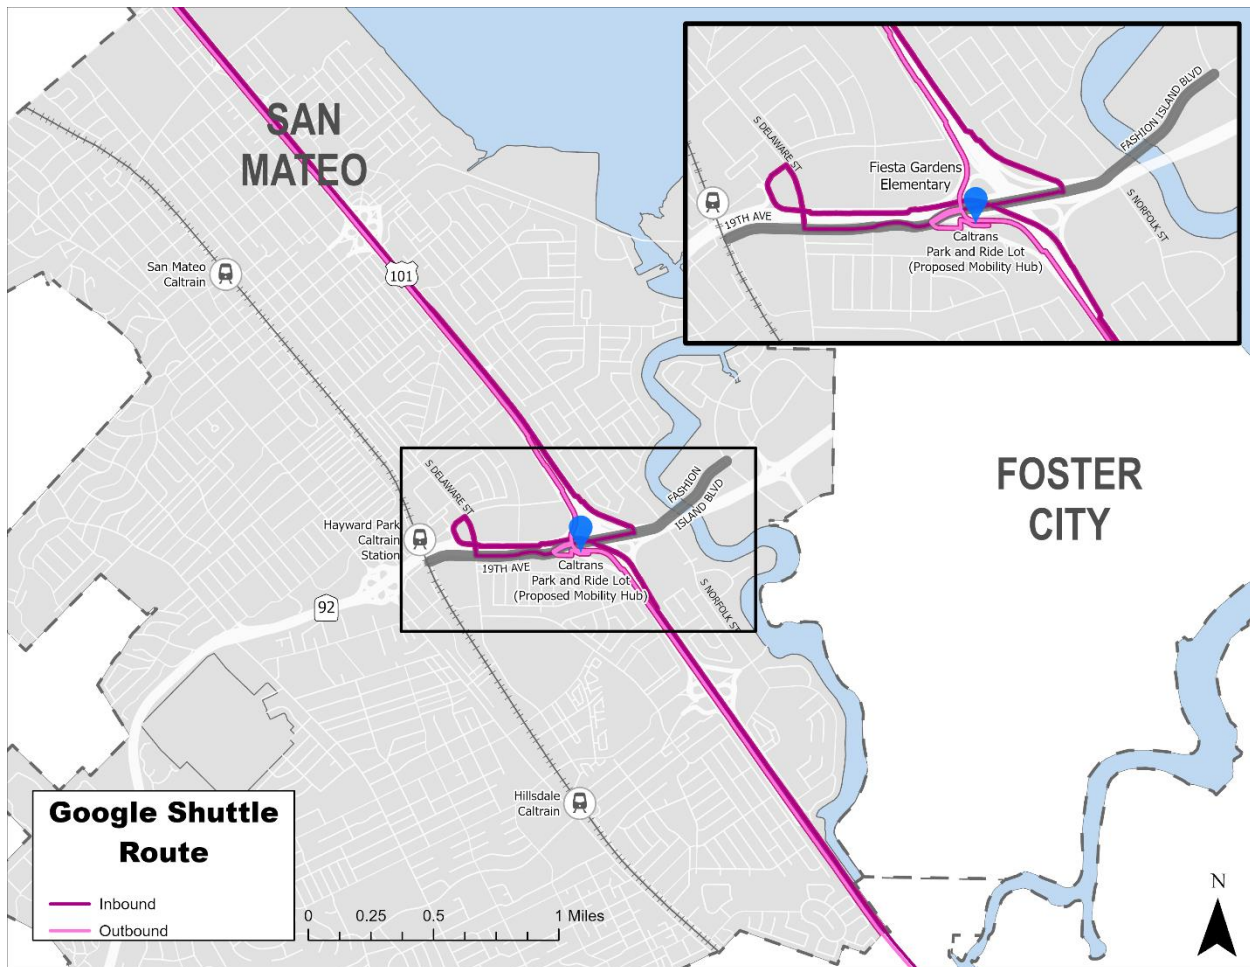 SAN
MATEO
101
San Mateo
Caltrain
S DELAWARE ST
FASHION ISLAND BLVD
Fiesta Gardens
Elementary
19TH AVE
S NORFOLK ST
Caltrans
Park and Ride Lot
(Proposed Mobility Hub)
FOSTER
CITY
S DELAWARE ST
FASHION
ISLAND BLVD
Hayward Park
Caltrain
Station
19TH AVE
Caltrans
Park and Ride Lot
(Proposed Mobility Hub)
S NORFOLK ST
92
Hillsdale
Caltrain
Google Shuttle
Route
Inbound
Outbound
0 0.25 0.5 1 Miles
N